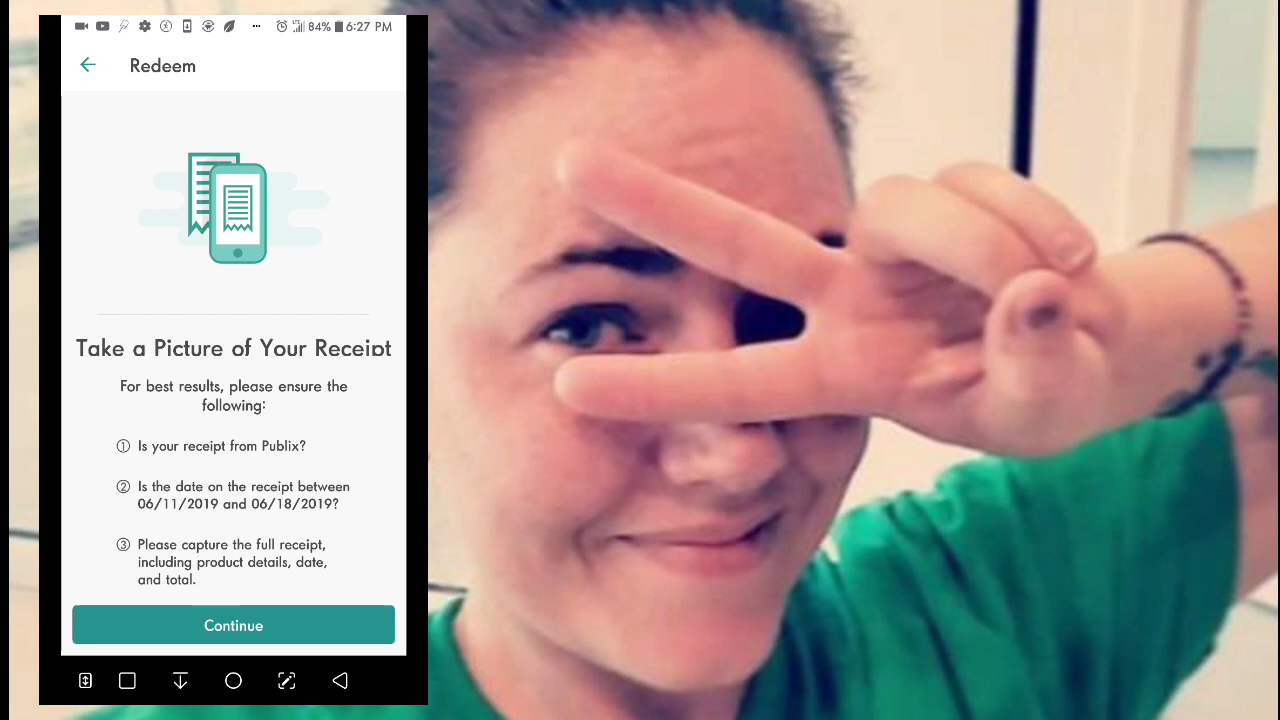 84% 6:27 PM
Redeem
Take a Picture of Your Receipt
For best results, please ensure the
following:
① Is your receipt from Publix?
② Is the date on the receipt between
06/11/2019 and 06/18/2019?
③ Please capture the full receipt,
including product details, date,
and total.
Continue